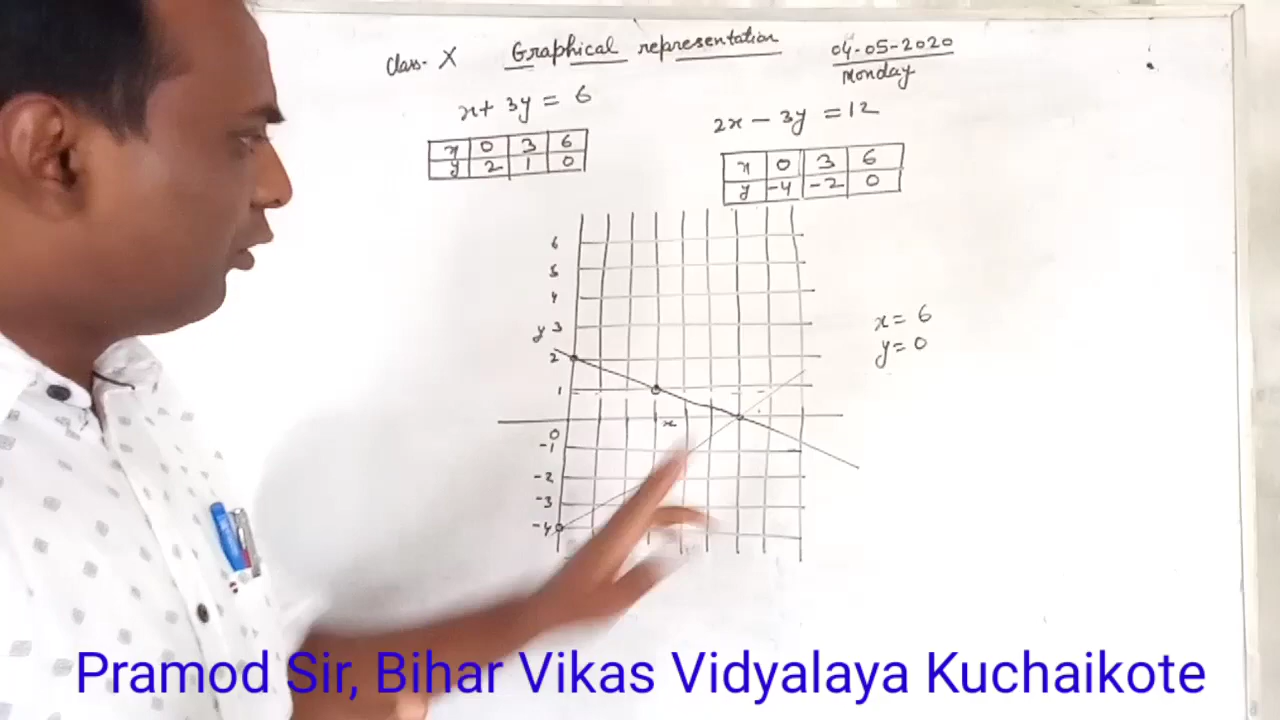 Class- X Graphical representation 04-05-2020
Monday
x + 3y = 6
x 0 3 6
y 2 1 0
2x - 3y = 12
x 0 3 6
y -4 -2 0
6
5
4
y 3
2
1
x
0
-1
-2
-3
-4
x = 6
y = 0
Pramod Sir, Bihar Vikas Vidyalaya Kuchaikote